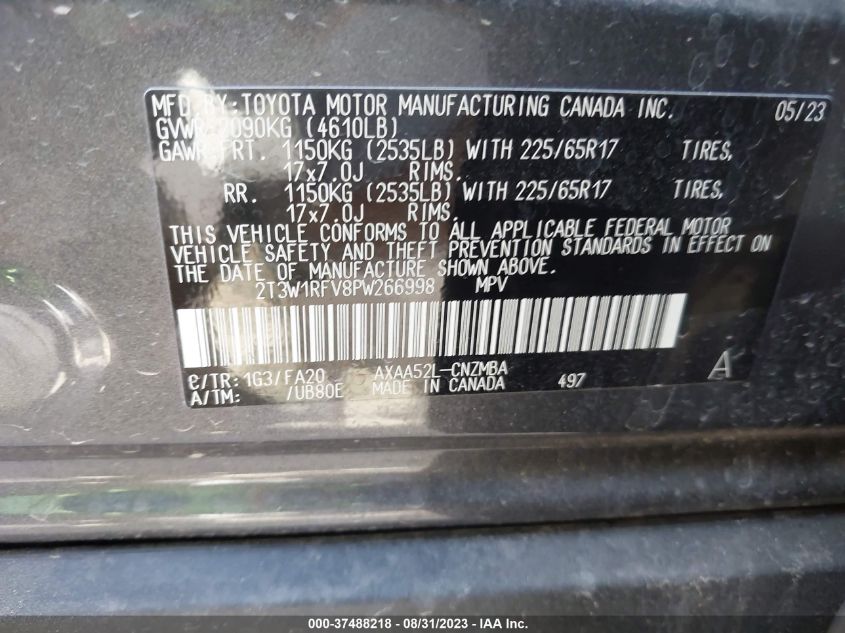 MFD. BY: TOYOTA MOTOR MANUFACTURING CANADA INC. 05/23
GVWR 2090KG (4610LB)
GAWR FRT. 1150KG (2535LB) WITH 225/65R17 TIRES,
17x7.0J RIMS.
RR. 1150KG (2535LB) WITH 225/65R17 TIRES,
17x7.0J RIMS.
THIS VEHICLE CONFORMS TO ALL APPLICABLE FEDERAL MOTOR
VEHICLE SAFETY AND THEFT PREVENTION STANDARDS IN EFFECT ON
THE DATE OF MANUFACTURE SHOWN ABOVE.
2T3W1RFV8PW266998 MPV
C/TR: 1G3/FA20 AXAA52L-CNZMBA
A/TM: /UB80E MADE IN CANADA 497 A
000-37488218 - 08/31/2023 - IAA Inc.